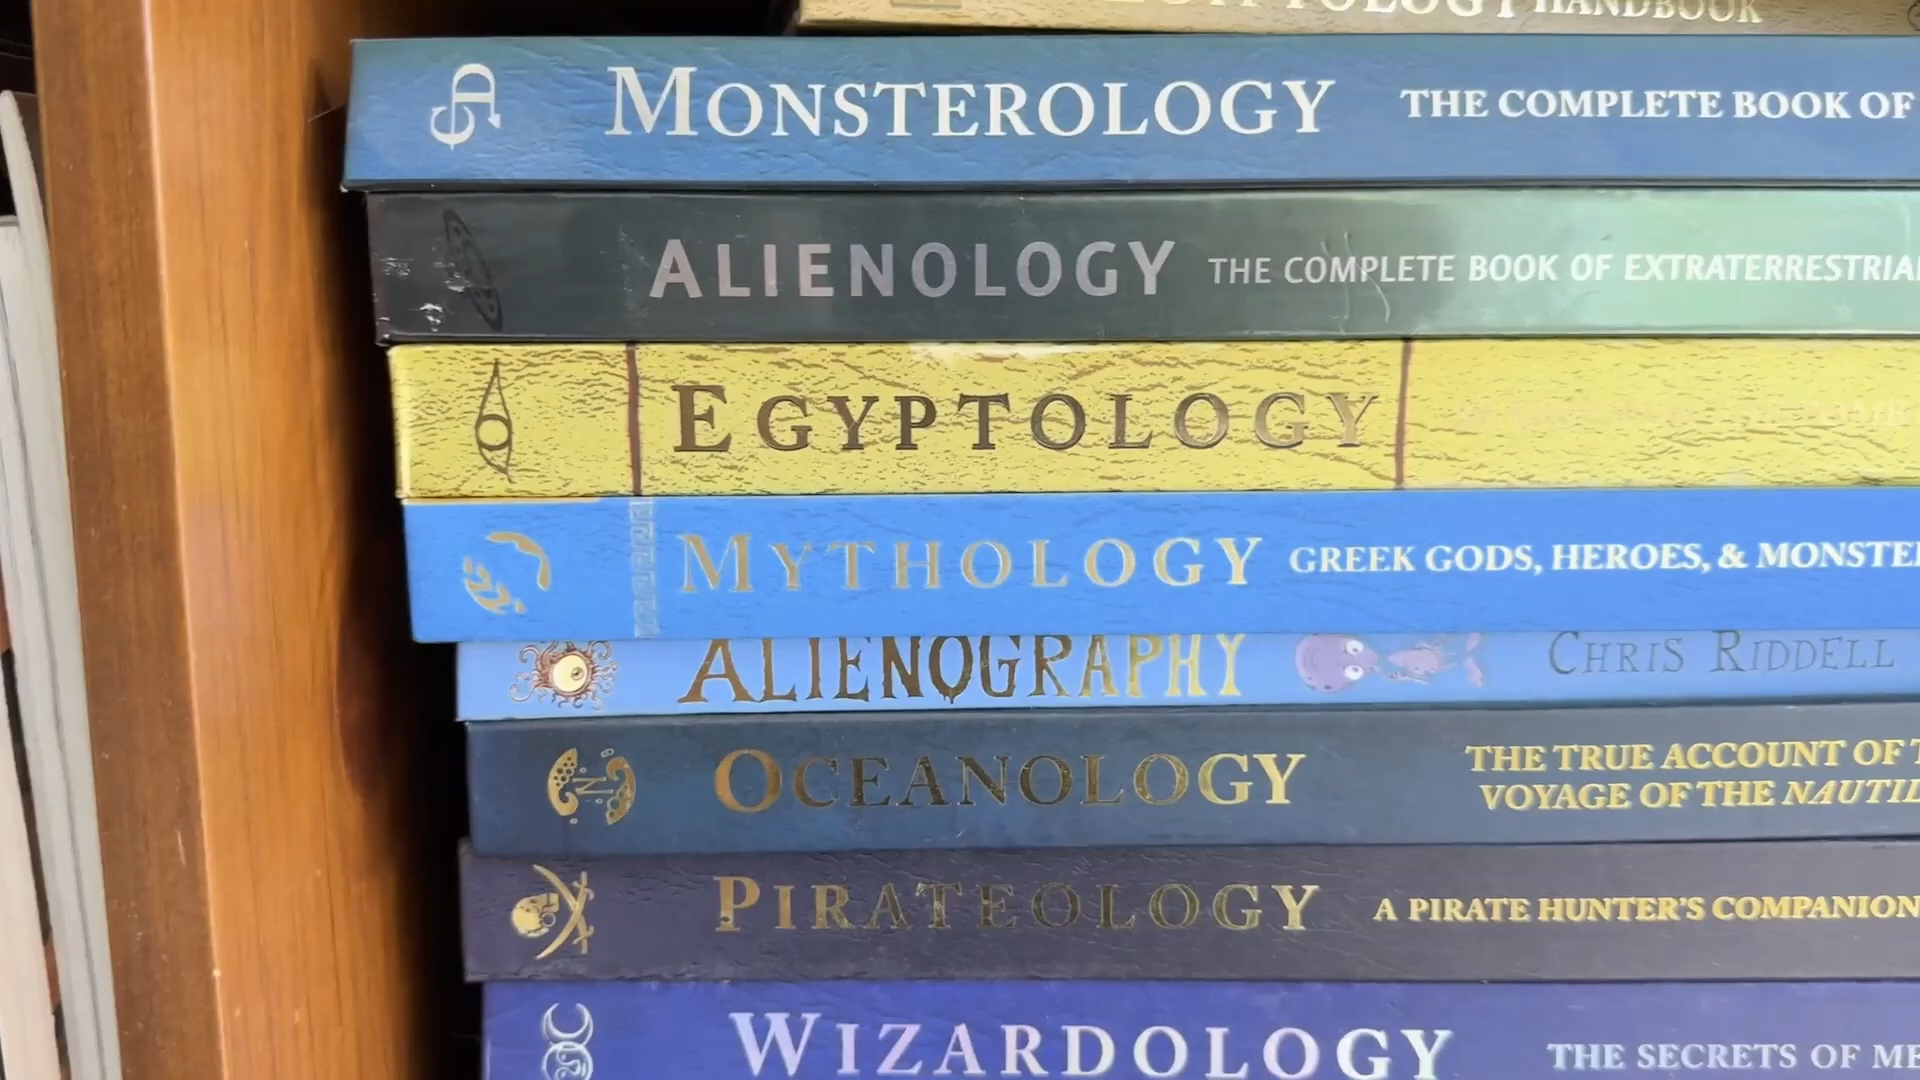 HANDBOOK
MONSTEROLOGY THE COMPLETE BOOK OF
ALIENOLOGY THE COMPLETE BOOK OF EXTRATERRESTRIA
EGYPTOLOGY
MYTHOLOGY GREEK GODS, HEROES, & MONSTE
ALIENOGRAPHY CHRIS RIDDELL
OCEANOLOGY
THE TRUE ACCOUNT OF T
VOYAGE OF THE NAUTIL
PIRATEOLOGY A PIRATE HUNTER'S COMPANION
WIZARDOLOGY THE SECRETS OF ME